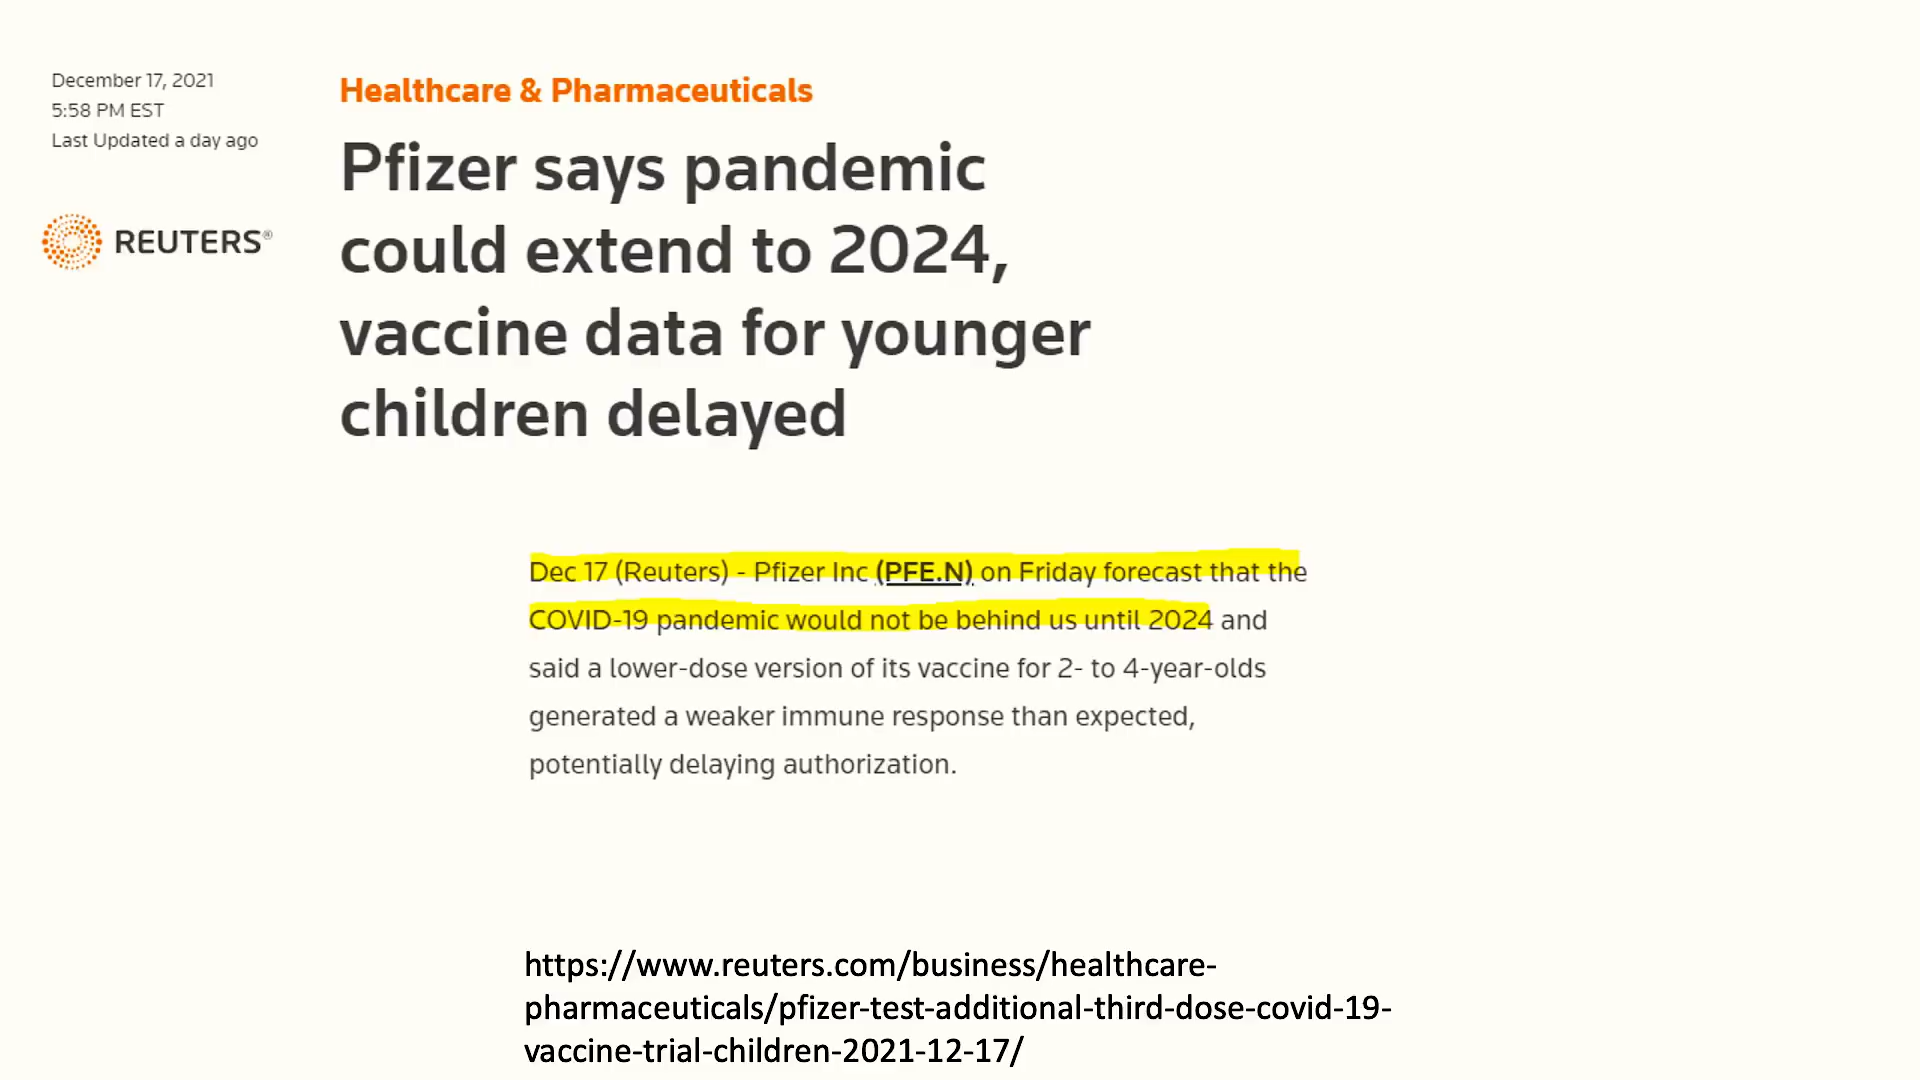 December 17, 2021
5:58 PM EST
Last Updated a day ago
REUTERS®
Healthcare & Pharmaceuticals
Pfizer says pandemic
could extend to 2024,
vaccine data for younger
children delayed
Dec 17 (Reuters) - Pfizer Inc (PFE.N) on Friday forecast that the
COVID-19 pandemic would not be behind us until 2024 and
said a lower-dose version of its vaccine for 2- to 4-year-olds
generated a weaker immune response than expected,
potentially delaying authorization.
https://www.reuters.com/business/healthcare-
pharmaceuticals/pfizer-test-additional-third-dose-covid-19-
vaccine-trial-children-2021-12-17/